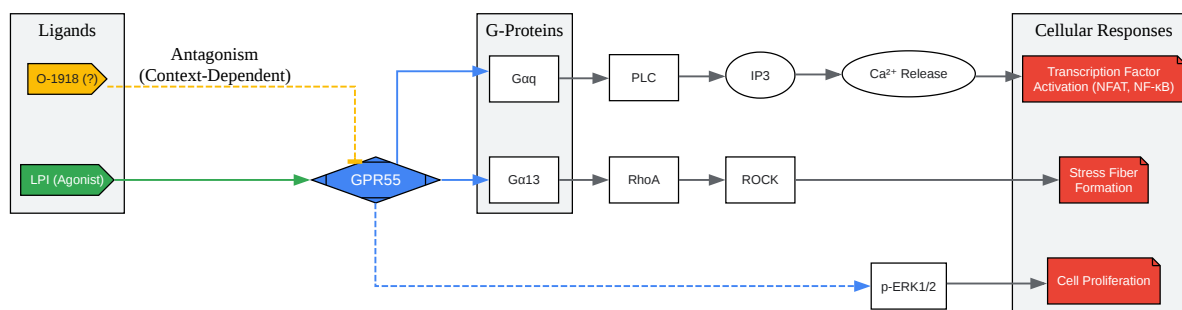 Ligands
G-Proteins
Cellular Responses
Antagonism
(Context-Dependent)
O-1918 (?)
Gαq
PLC
IP3
Ca²⁺ Release
Transcription Factor
Activation (NFAT, NF-κB)
LPI (Agonist)
GPR55
Gα13
RhoA
ROCK
Stress Fiber
Formation
p-ERK1/2
Cell Proliferation